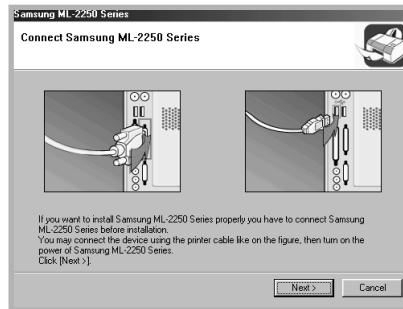 Samsung ML-2250 Series
Connect Samsung ML-2250 Series
If you want to install Samsung ML-2250 Series properly you have to connect Samsung
ML-2250 Series before installation.
You may connect the device using the printer cable like on the figure, then turn on the
power of Samsung ML-2250 Series.
Click [Next >].
Next >
Cancel